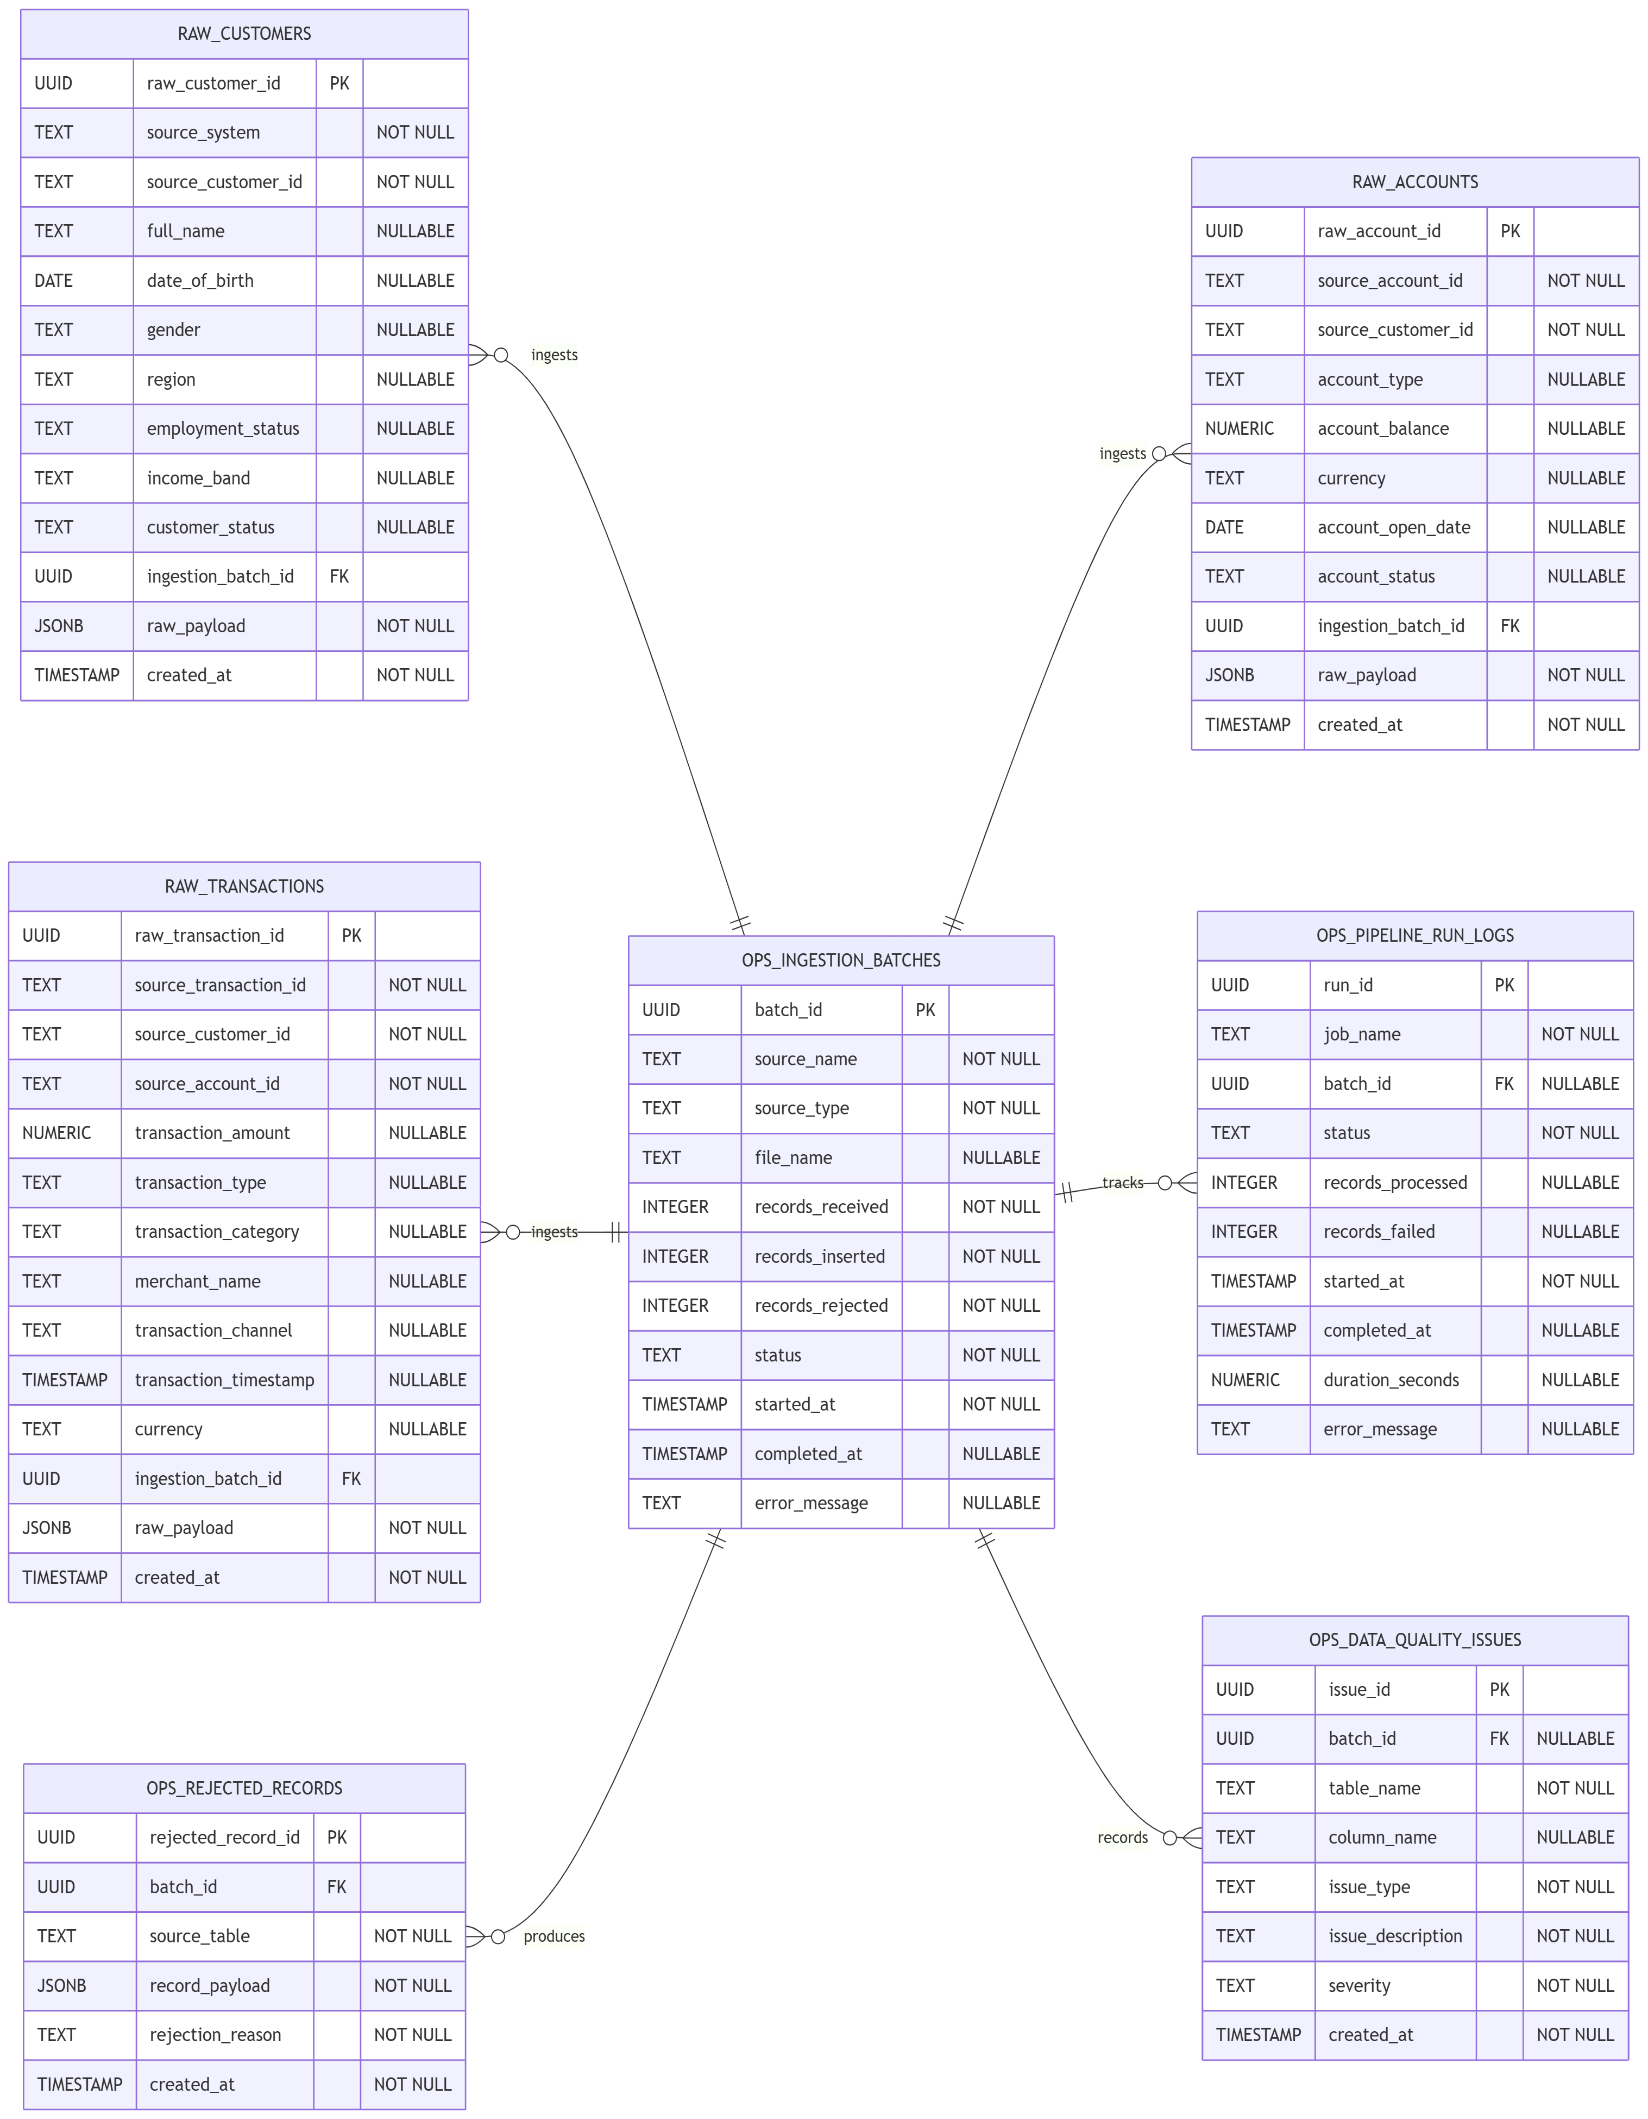 RAW_CUSTOMERS
UUID raw_customer_id PK
TEXT source_system NOT NULL
TEXT source_customer_id NOT NULL
TEXT full_name NULLABLE
DATE date_of_birth NULLABLE
TEXT gender NULLABLE
TEXT region NULLABLE
TEXT employment_status NULLABLE
TEXT income_band NULLABLE
TEXT customer_status NULLABLE
UUID ingestion_batch_id FK
JSONB raw_payload NOT NULL
TIMESTAMP created_at NOT NULL
ingests
RAW_ACCOUNTS
UUID raw_account_id PK
TEXT source_account_id NOT NULL
TEXT source_customer_id NOT NULL
TEXT account_type NULLABLE
NUMERIC account_balance NULLABLE
TEXT currency NULLABLE
DATE account_open_date NULLABLE
TEXT account_status NULLABLE
UUID ingestion_batch_id FK
JSONB raw_payload NOT NULL
TIMESTAMP created_at NOT NULL
ingests
RAW_TRANSACTIONS
UUID raw_transaction_id PK
TEXT source_transaction_id NOT NULL
TEXT source_customer_id NOT NULL
TEXT source_account_id NOT NULL
NUMERIC transaction_amount NULLABLE
TEXT transaction_type NULLABLE
TEXT transaction_category NULLABLE
TEXT merchant_name NULLABLE
TEXT transaction_channel NULLABLE
TIMESTAMP transaction_timestamp NULLABLE
TEXT currency NULLABLE
UUID ingestion_batch_id FK
JSONB raw_payload NOT NULL
TIMESTAMP created_at NOT NULL
ingests
OPS_INGESTION_BATCHES
UUID batch_id PK
TEXT source_name NOT NULL
TEXT source_type NOT NULL
TEXT file_name NULLABLE
INTEGER records_received NOT NULL
INTEGER records_inserted NOT NULL
INTEGER records_rejected NOT NULL
TEXT status NOT NULL
TIMESTAMP started_at NOT NULL
TIMESTAMP completed_at NULLABLE
TEXT error_message NULLABLE
tracks
OPS_PIPELINE_RUN_LOGS
UUID run_id PK
TEXT job_name NOT NULL
UUID batch_id FK NULLABLE
TEXT status NOT NULL
INTEGER records_processed NULLABLE
INTEGER records_failed NULLABLE
TIMESTAMP started_at NOT NULL
TIMESTAMP completed_at NULLABLE
NUMERIC duration_seconds NULLABLE
TEXT error_message NULLABLE
OPS_REJECTED_RECORDS
UUID rejected_record_id PK
UUID batch_id FK
TEXT source_table NOT NULL
JSONB record_payload NOT NULL
TEXT rejection_reason NOT NULL
TIMESTAMP created_at NOT NULL
produces
records
OPS_DATA_QUALITY_ISSUES
UUID issue_id PK
UUID batch_id FK NULLABLE
TEXT table_name NOT NULL
TEXT column_name NULLABLE
TEXT issue_type NOT NULL
TEXT issue_description NOT NULL
TEXT severity NOT NULL
TIMESTAMP created_at NOT NULL